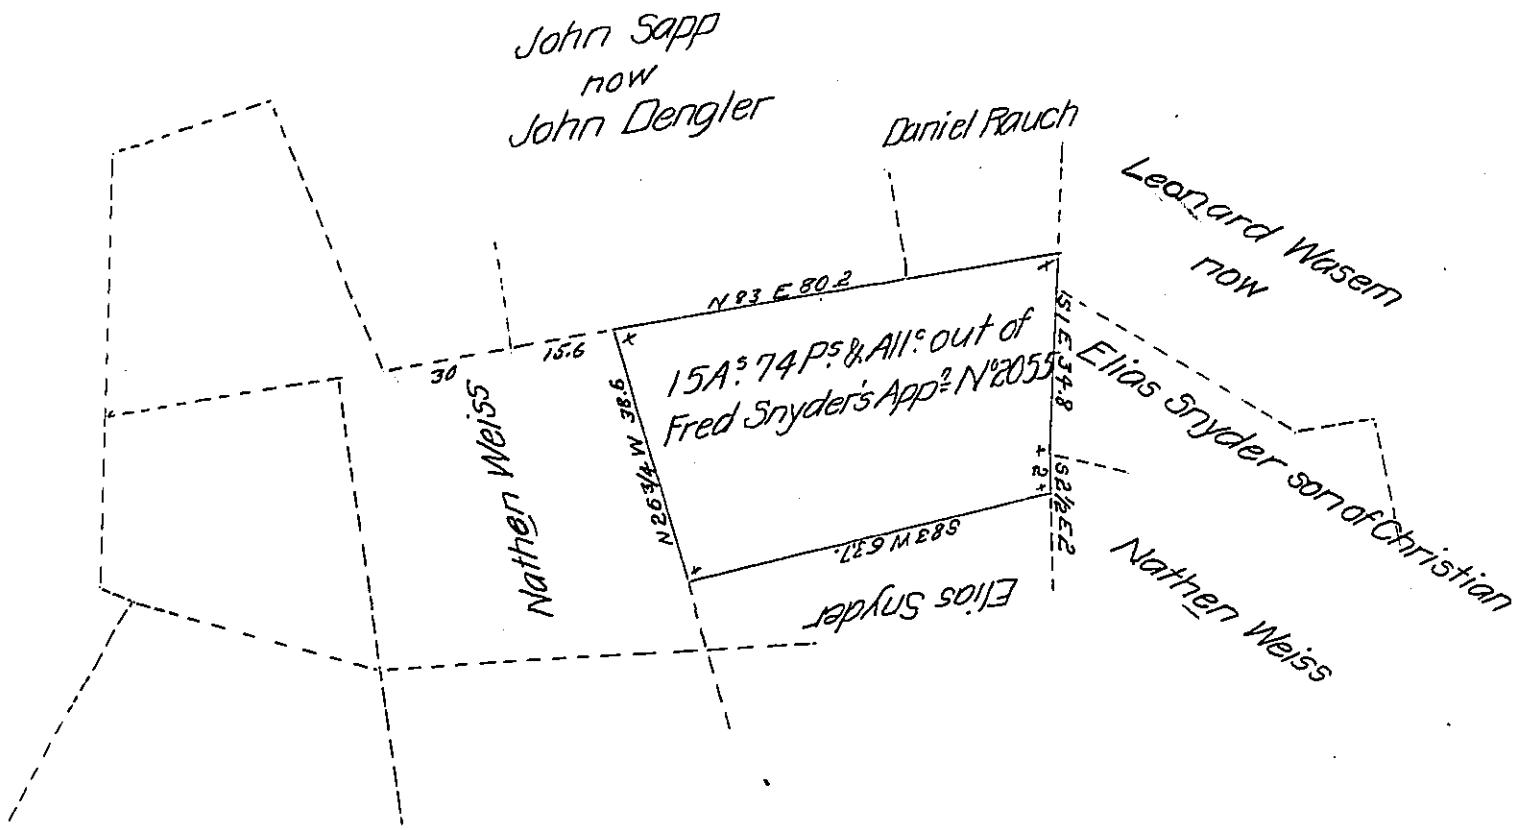 John Sapp
now
John Dengler
Daniel Rauch
Leonard Wasem
now
Elias Snyder son of Christian
N 83 E 80.2
15.6
30
15A.s 74 P.s & All.c out of
Fred Snyder's App.n No 2055
S 1 E 34.8
N 26 3/4 W 38.6
Nathen Weiss
2
S 2 1/2 E 2
S 83 W 63.7.
Elias Snyder
Nathen Weiss